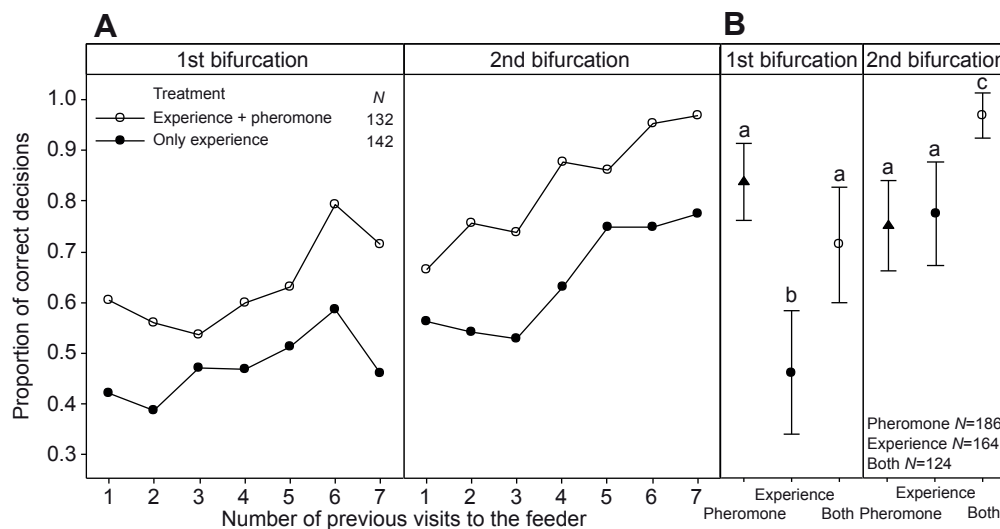 A
B
1st bifurcation
2nd bifurcation
1st bifurcation
2nd bifurcation
Treatment N
Experience + pheromone 132
Only experience 142
Proportion of correct decisions
1.0
0.9
0.8
0.7
0.6
0.5
0.4
0.3
a
b
a
a
a
c
Pheromone N=186
Experience N=164
Both N=124
1 2 3 4 5 6 7
1 2 3 4 5 6 7
Number of previous visits to the feeder
Experience
Pheromone Both
Experience
Pheromone Both